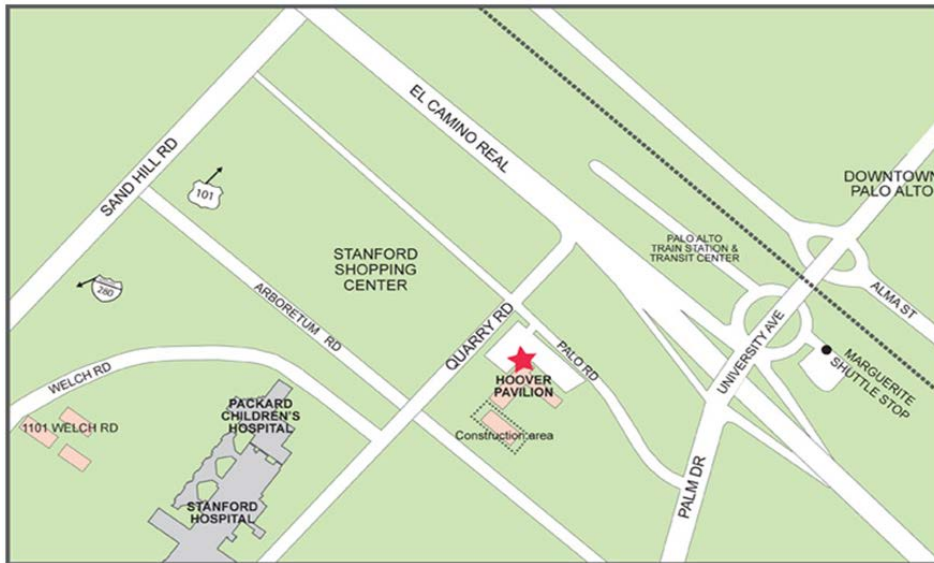 SAND HILL RD
101
280
EL CAMINO REAL
DOWNTOWN
PALO ALTO
PALO ALTO
TRAIN STATION &
TRANSIT CENTER
STANFORD
SHOPPING
CENTER
ARBORETUM RD
QUARRY RD
PALO RD
UNIVERSITY AVE
ALMA ST
MARGUERITE
SHUTTLE STOP
HOOVER
PAVILION
Construction area
WELCH RD
1101 WELCH RD
PACKARD
CHILDREN'S
HOSPITAL
STANFORD
HOSPITAL
PALM DR